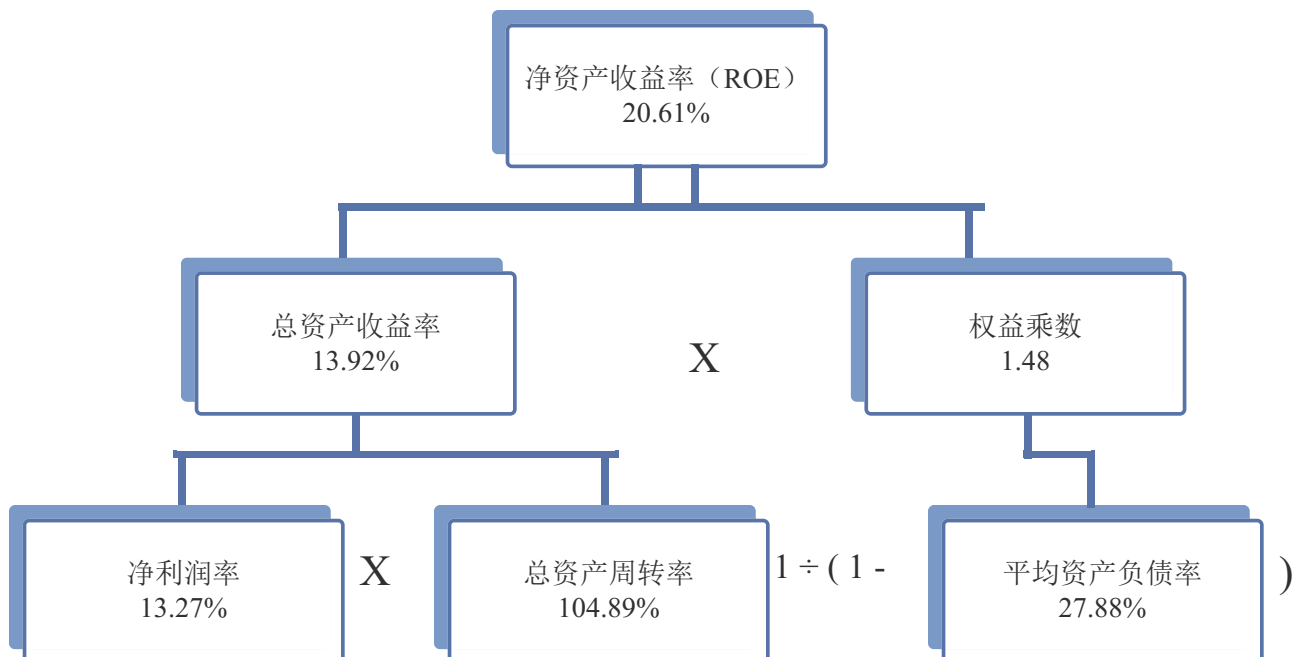 净资产收益率（ROE）
20.61%
总资产收益率
13.92%
X
权益乘数
1.48
净利润率
13.27%
X
总资产周转率
104.89%
1 ÷ ( 1 -
平均资产负债率
27.88%
)